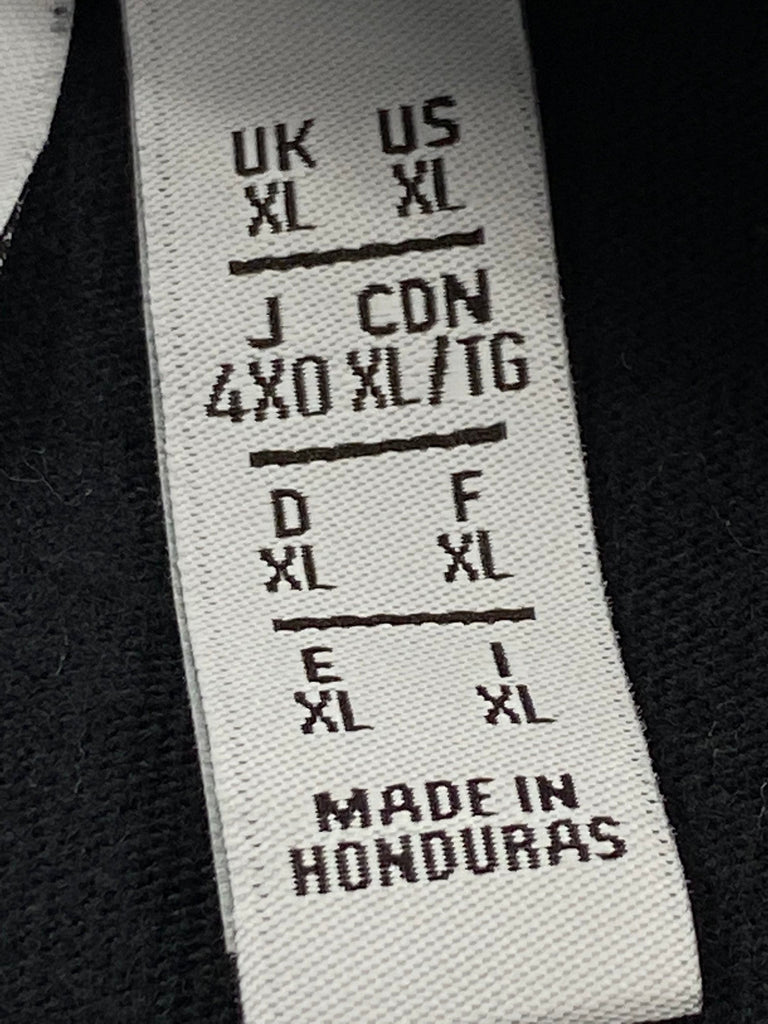 UK US
XL XL
J CDN
4XO XL/TG
D F
XL XL
E I
XL XL
MADE IN
HONDURAS